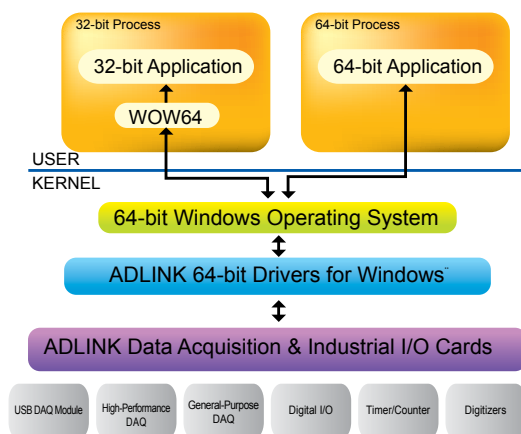 32-bit Process
64-bit Process
32-bit Application
64-bit Application
WOW64
USER
KERNEL
64-bit Windows Operating System
ADLINK 64-bit Drivers for Windows
ADLINK Data Acquisition & Industrial I/O Cards
USB DAQ Module
High-Performance
DAQ
General-Purpose
DAQ
Digital I/O
Timer/Counter
Digitizers